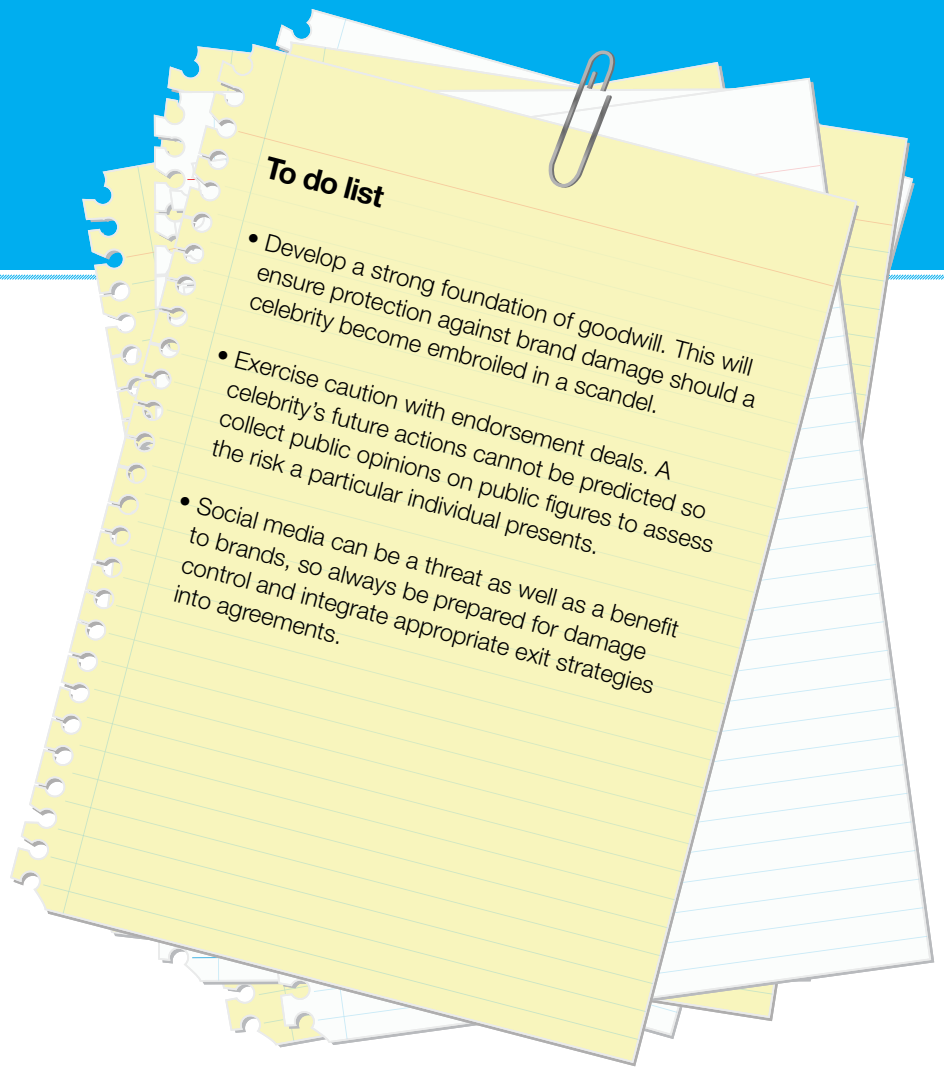 To do list
• Develop a strong foundation of goodwill. This will
ensure protection against brand damage should a
celebrity become embroiled in a scandel.
• Exercise caution with endorsement deals. A
celebrity’s future actions cannot be predicted so
collect public opinions on public figures to assess
the risk a particular individual presents.
• Social media can be a threat as well as a benefit
to brands, so always be prepared for damage
control and integrate appropriate exit strategies
into agreements.